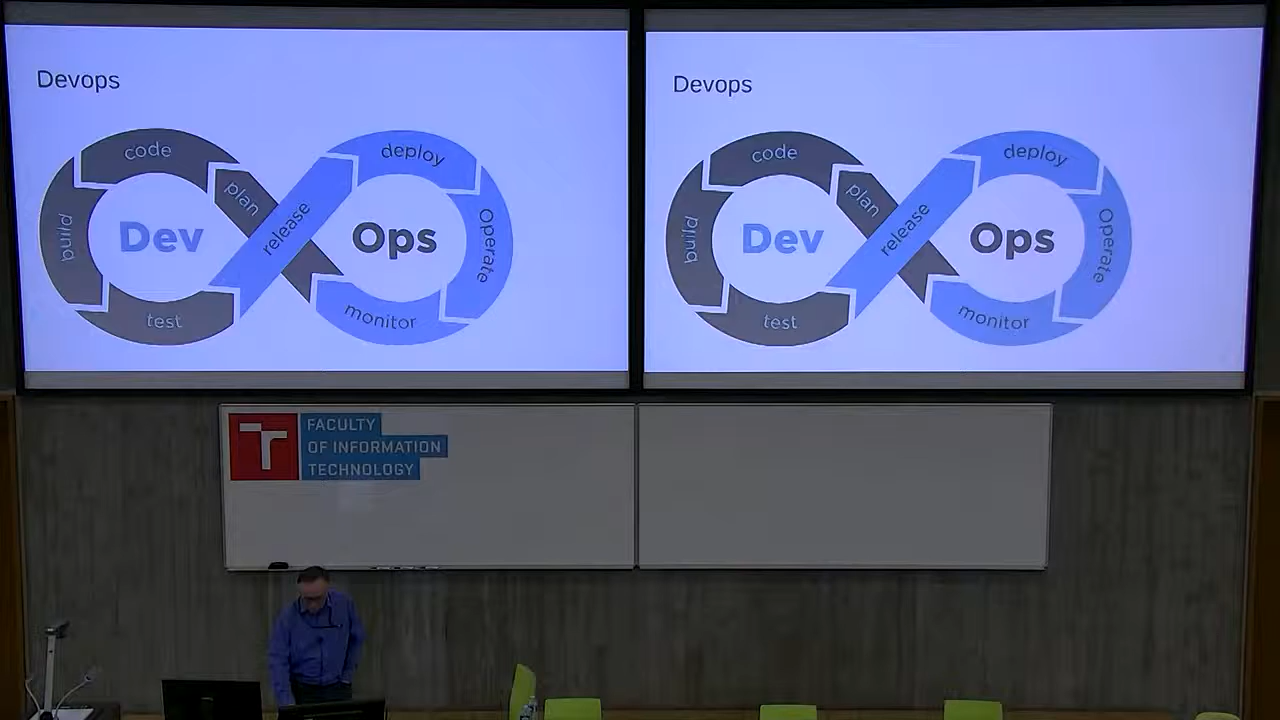 Devops
code
deploy
plan
build
Dev
release
Ops
Operate
test
monitor
Devops
code
deploy
plan
build
Dev
release
Ops
Operate
test
monitor
FACULTY
OF INFORMATION
TECHNOLOGY